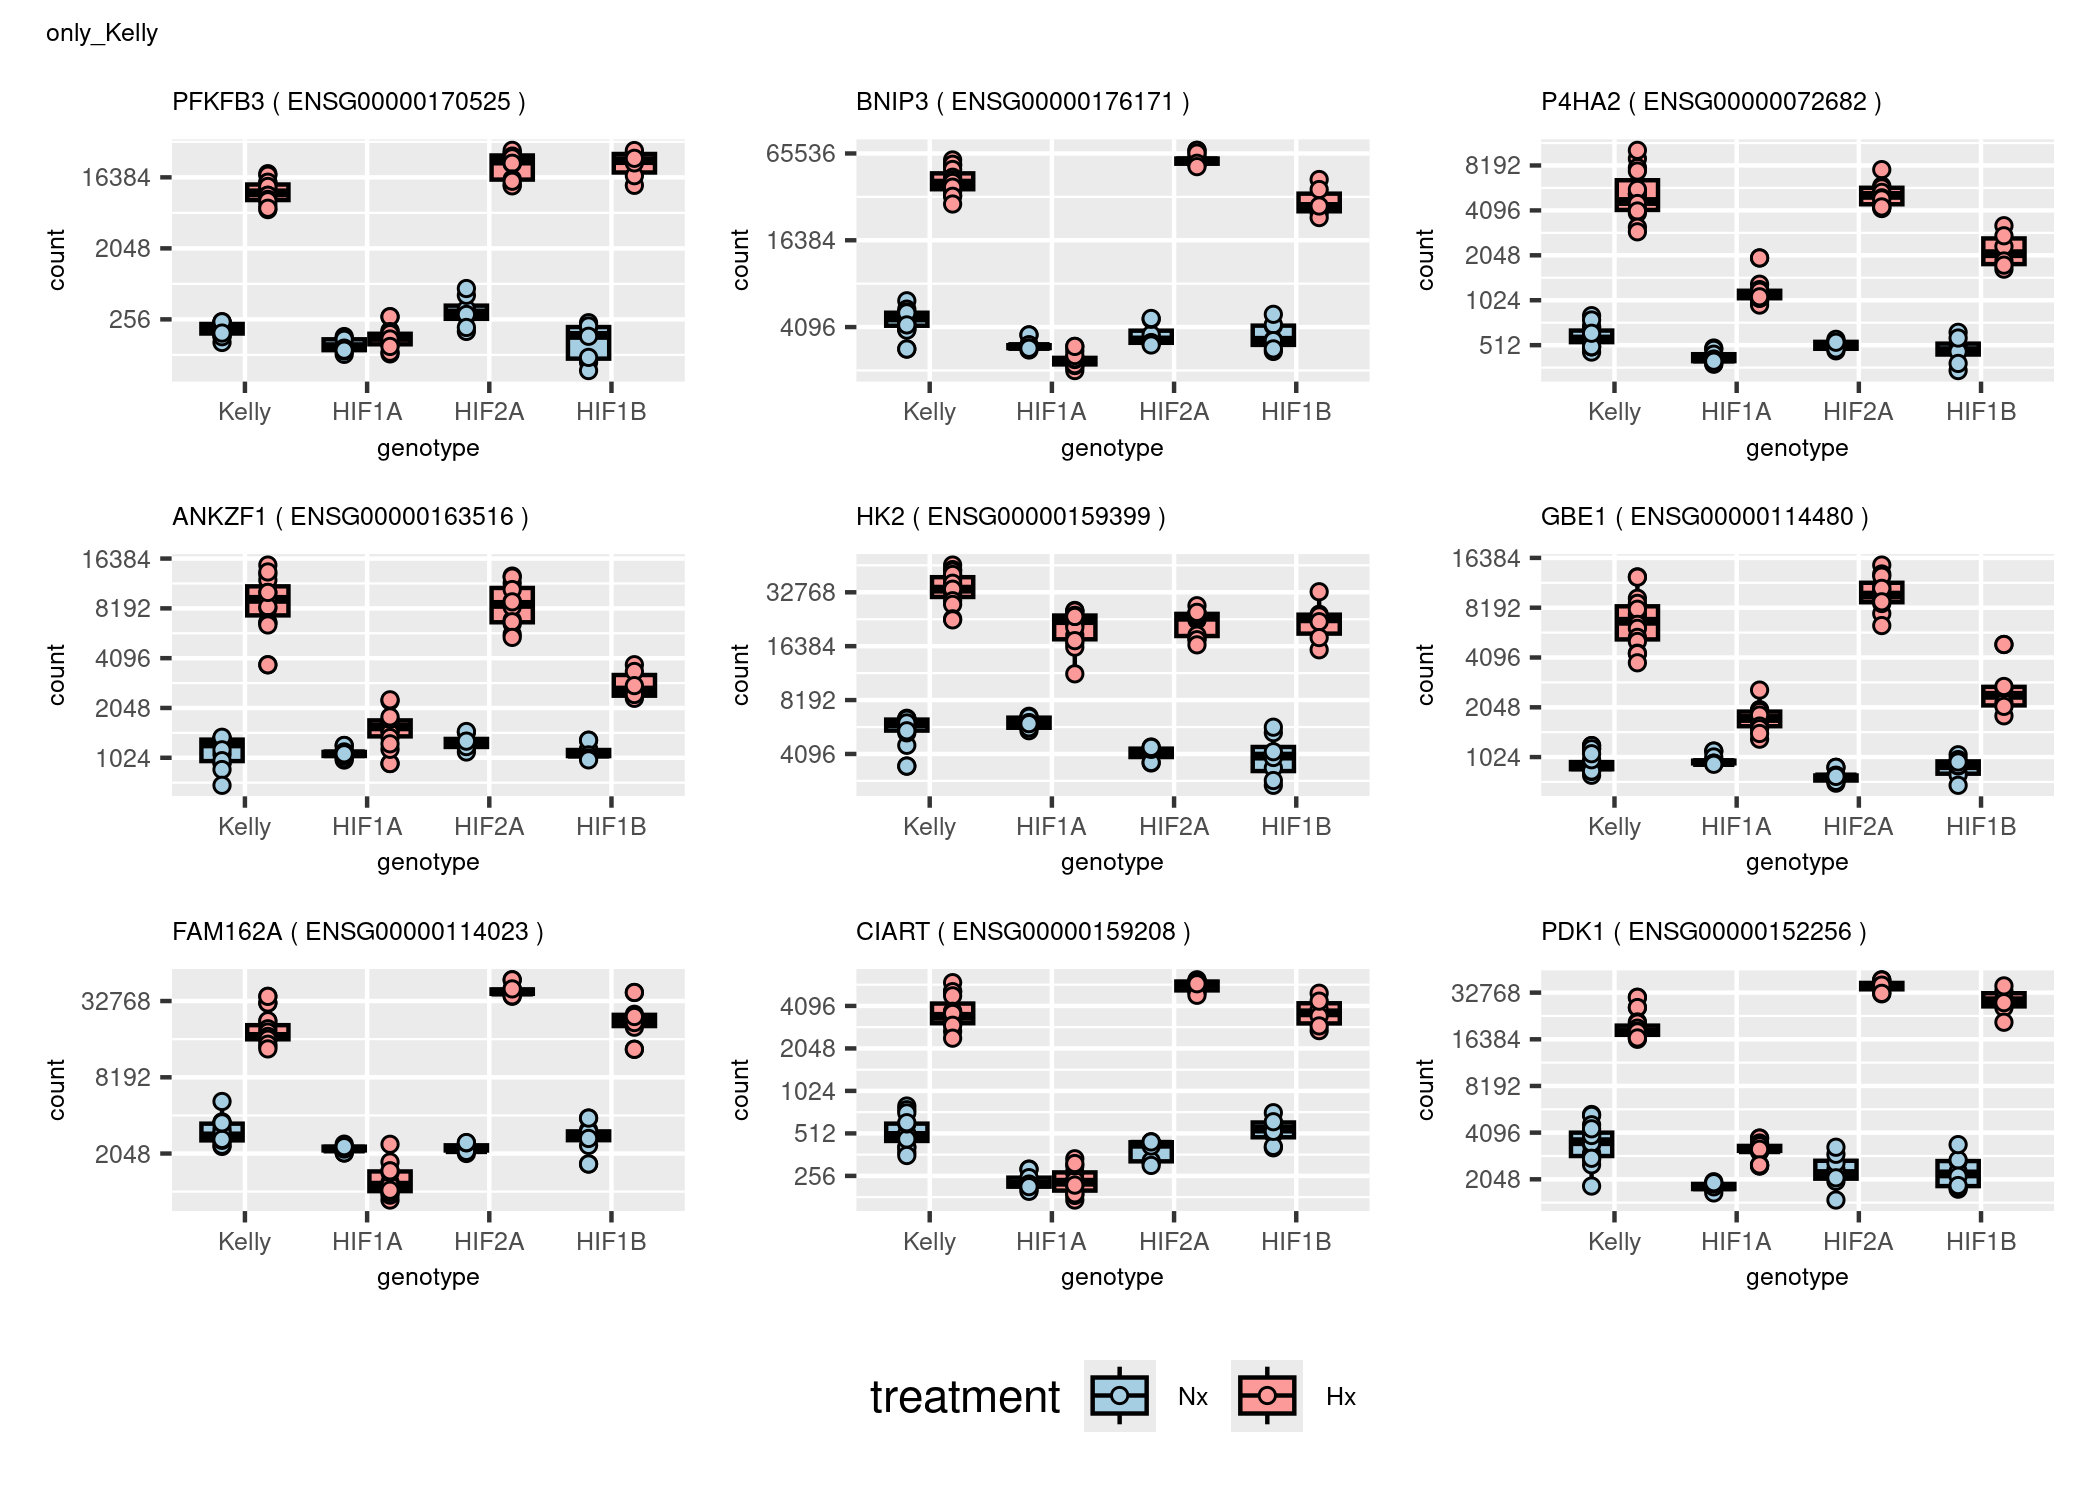 only_Kelly
PFKFB3 ( ENSG00000170525 )
16384
2048
256
count
Kelly HIF1A HIF2A HIF1B
genotype
BNIP3 ( ENSG00000176171 )
65536
16384
4096
count
Kelly HIF1A HIF2A HIF1B
genotype
P4HA2 ( ENSG00000072682 )
8192
4096
2048
1024
512
count
Kelly HIF1A HIF2A HIF1B
genotype
ANKZF1 ( ENSG00000163516 )
16384
8192
4096
2048
1024
count
Kelly HIF1A HIF2A HIF1B
genotype
HK2 ( ENSG00000159399 )
32768
16384
8192
4096
count
Kelly HIF1A HIF2A HIF1B
genotype
GBE1 ( ENSG00000114480 )
16384
8192
4096
2048
1024
count
Kelly HIF1A HIF2A HIF1B
genotype
FAM162A ( ENSG00000114023 )
32768
8192
2048
count
Kelly HIF1A HIF2A HIF1B
genotype
CIART ( ENSG00000159208 )
4096
2048
1024
512
256
count
Kelly HIF1A HIF2A HIF1B
genotype
PDK1 ( ENSG00000152256 )
32768
16384
8192
4096
2048
count
Kelly HIF1A HIF2A HIF1B
genotype
treatment Nx Hx